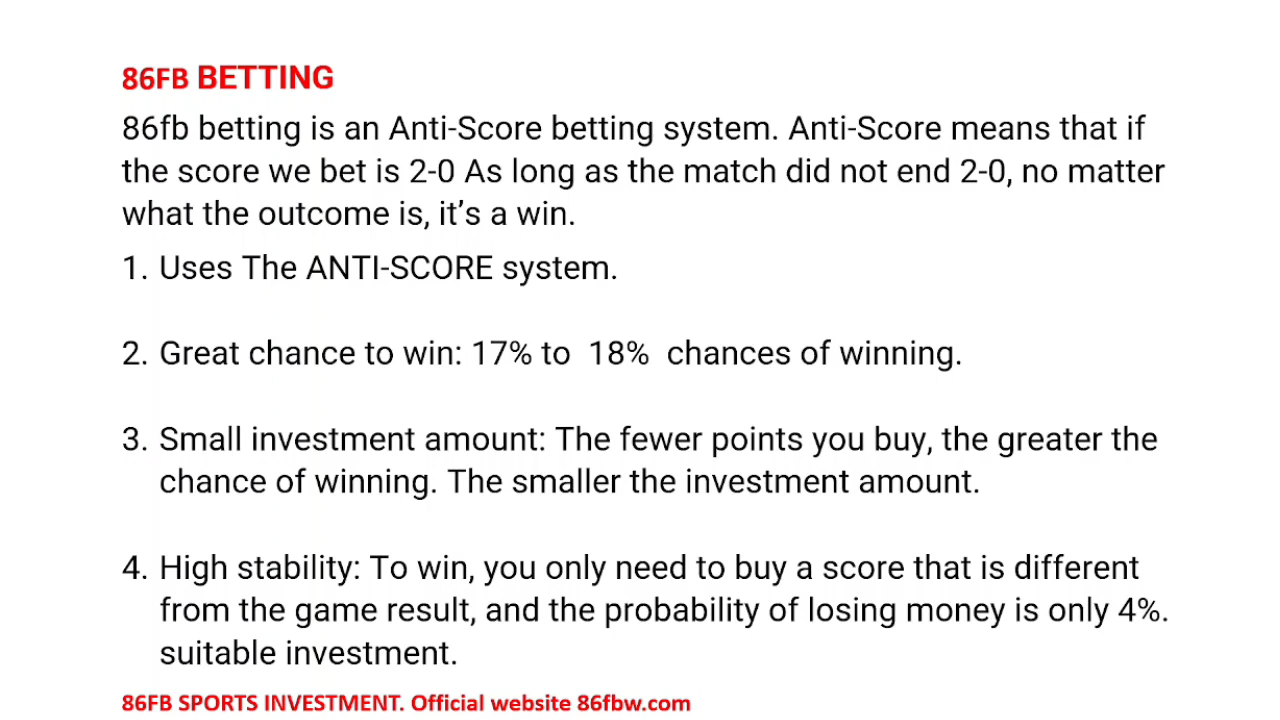 86FB BETTING
86fb betting is an Anti-Score betting system. Anti-Score means that if
the score we bet is 2-0 As long as the match did not end 2-0, no matter
what the outcome is, it’s a win.
1. Uses The ANTI-SCORE system.
2. Great chance to win: 17% to 18% chances of winning.
3. Small investment amount: The fewer points you buy, the greater the
chance of winning. The smaller the investment amount.
4. High stability: To win, you only need to buy a score that is different
from the game result, and the probability of losing money is only 4%.
suitable investment.
86FB SPORTS INVESTMENT. Official website 86fbw.com